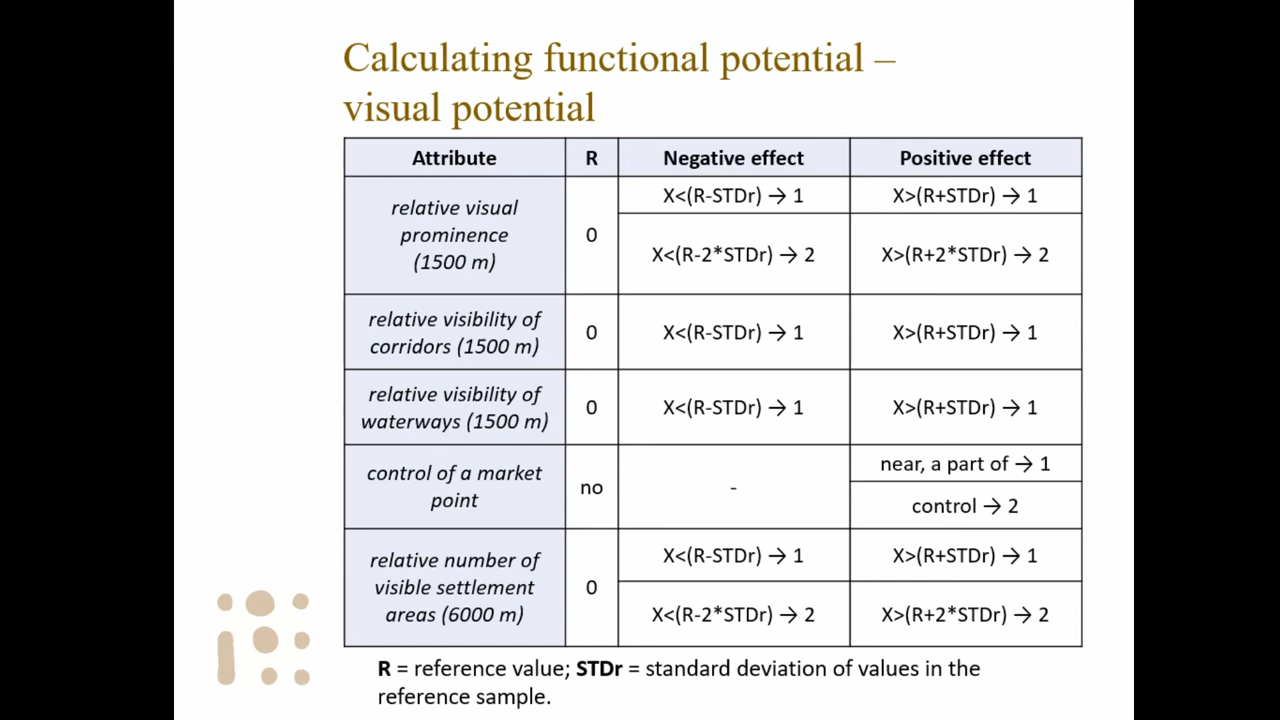 Calculating functional potential –
visual potential
Attribute R Negative effect Positive effect
relative visual
prominence
(1500 m)
0
X<(R-STDr) → 1 X>(R+STDr) → 1
X<(R-2*STDr) → 2 X>(R+2*STDr) → 2
relative visibility of
corridors (1500 m)
0 X<(R-STDr) → 1 X>(R+STDr) → 1
relative visibility of
waterways (1500 m)
0 X<(R-STDr) → 1 X>(R+STDr) → 1
control of a market
point
no - near, a part of → 1
control → 2
relative number of
visible settlement
areas (6000 m)
0
X<(R-STDr) → 1 X>(R+STDr) → 1
X<(R-2*STDr) → 2 X>(R+2*STDr) → 2
R = reference value; STDr = standard deviation of values in the
reference sample.